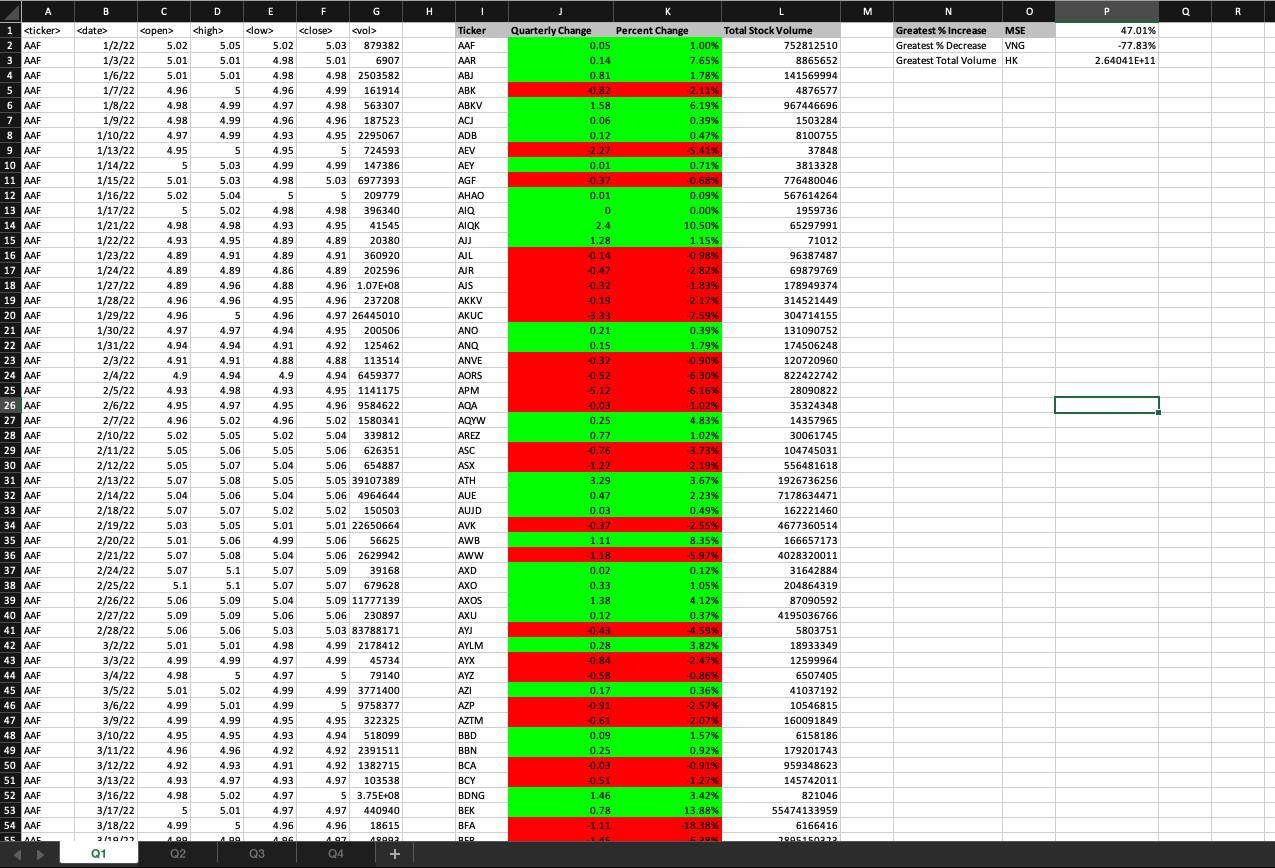 A B C D E F G H I J K L M N O P Q R
1 <ticker> <date> <open> <high> <low> <close> <vol> Ticker Quarterly Change Percent Change Total Stock Volume Greatest % Increase MSE 47.01%
2 AAF 1/2/22 5.02 5.05 5.02 5.03 879382 AAF 0.05 1.00% 752812510 Greatest % Decrease VNG -77.83%
3 AAF 1/3/22 5.01 5.01 4.98 5.01 6907 AAR 0.14 7.65% 8865652 Greatest Total Volume HK 2.64041E+11
4 AAF 1/6/22 5.01 5.01 4.98 4.98 2503582 ABJ 0.81 1.78% 141569994
5 AAF 1/7/22 4.96 5 4.96 4.99 161914 ABK -0.82 -2.11% 4876577
6 AAF 1/8/22 4.98 4.99 4.97 4.98 563307 ABKV 1.58 6.19% 967446696
7 AAF 1/9/22 4.98 4.99 4.96 4.96 187523 ACJ 0.06 0.39% 1503284
8 AAF 1/10/22 4.97 4.99 4.93 4.95 2295067 ADB 0.12 0.47% 8100755
9 AAF 1/13/22 4.95 5 4.95 5 724593 AEV -2.27 -5.41% 37848
10 AAF 1/14/22 5 5.03 4.99 4.99 147386 AEY 0.01 0.71% 3813328
11 AAF 1/15/22 5.01 5.03 4.98 5.03 6977393 AGF -0.37 -0.68% 776480046
12 AAF 1/16/22 5.02 5.04 5 5 209779 AHAO 0.01 0.09% 567614264
13 AAF 1/17/22 5 5.02 4.98 4.98 396340 AIQ 0 0.00% 1959736
14 AAF 1/21/22 4.98 4.98 4.93 4.95 41545 AIQK 2.4 10.50% 65297991
15 AAF 1/22/22 4.93 4.95 4.89 4.89 20380 AJJ 1.28 1.15% 71012
16 AAF 1/23/22 4.89 4.91 4.89 4.91 360920 AJL -0.14 -0.98% 96387487
17 AAF 1/24/22 4.89 4.89 4.86 4.89 202596 AJR -0.47 -2.82% 69879769
18 AAF 1/27/22 4.89 4.96 4.88 4.96 1.07E+08 AJS -0.32 -1.83% 178949374
19 AAF 1/28/22 4.96 4.96 4.95 4.96 237208 AKKV -0.19 -2.17% 314521449
20 AAF 1/29/22 4.96 5 4.96 4.97 26445010 AKUC -3.33 -7.59% 304714155
21 AAF 1/30/22 4.97 4.97 4.94 4.95 200506 ANO 0.21 0.39% 131090752
22 AAF 1/31/22 4.94 4.94 4.91 4.92 125462 ANQ 0.15 1.79% 174506248
23 AAF 2/3/22 4.91 4.91 4.88 4.88 113514 ANVE -0.32 -0.90% 120720960
24 AAF 2/4/22 4.9 4.94 4.9 4.94 6459377 AORS -0.52 -6.30% 822422742
25 AAF 2/5/22 4.93 4.98 4.93 4.95 1141175 APM -5.12 -6.16% 28090822
26 AAF 2/6/22 4.95 4.97 4.95 4.96 9584622 AQA -0.03 -1.02% 35324348
27 AAF 2/7/22 4.96 5.02 4.96 5.02 1580341 AQYW 0.25 4.83% 14357965
28 AAF 2/10/22 5.02 5.05 5.02 5.04 339812 AREZ 0.77 1.02% 30061745
29 AAF 2/11/22 5.05 5.06 5.05 5.06 626351 ASC -0.76 -3.73% 104745031
30 AAF 2/12/22 5.05 5.07 5.04 5.06 654887 ASX -1.22 -2.19% 556481618
31 AAF 2/13/22 5.07 5.08 5.05 5.05 39107389 ATH 3.29 3.67% 1926736256
32 AAF 2/14/22 5.04 5.06 5.04 5.06 4964644 AUE 0.47 2.23% 7178634471
33 AAF 2/18/22 5.07 5.07 5.02 5.02 150503 AUJD 0.03 0.49% 162221460
34 AAF 2/19/22 5.03 5.05 5.01 5.01 22650664 AVK -0.37 -2.55% 4677360514
35 AAF 2/20/22 5.01 5.06 4.99 5.06 56625 AWB 1.11 8.35% 166657173
36 AAF 2/21/22 5.07 5.08 5.04 5.06 2629942 AWW -1.18 -5.97% 4028320011
37 AAF 2/24/22 5.07 5.1 5.07 5.09 39168 AXD 0.02 0.12% 31642884
38 AAF 2/25/22 5.1 5.1 5.07 5.07 679628 AXO 0.33 1.05% 204864319
39 AAF 2/26/22 5.06 5.09 5.04 5.09 11777139 AXOS 1.38 4.12% 87090592
40 AAF 2/27/22 5.09 5.09 5.06 5.06 230897 AXU 0.12 0.37% 4195036766
41 AAF 2/28/22 5.06 5.06 5.03 5.03 83788171 AYJ -0.43 -4.59% 5803751
42 AAF 3/2/22 5.01 5.01 4.98 4.99 2178412 AYLM 0.28 3.82% 18933349
43 AAF 3/3/22 4.99 4.99 4.97 4.99 45734 AYX -0.84 -2.47% 12599964
44 AAF 3/4/22 4.98 5 4.97 5 79140 AYZ -0.58 -0.86% 6507405
45 AAF 3/5/22 5.01 5.02 4.99 4.99 3771400 AZI 0.17 0.36% 41037192
46 AAF 3/6/22 4.99 5.01 4.99 5 9758377 AZP -0.91 -2.57% 10546815
47 AAF 3/9/22 4.99 4.99 4.95 4.95 322325 AZTM -0.61 -2.07% 160091849
48 AAF 3/10/22 4.95 4.95 4.93 4.94 518099 BBD 0.09 1.57% 6158186
49 AAF 3/11/22 4.96 4.96 4.92 4.92 2391511 BBN 0.25 0.92% 179201743
50 AAF 3/12/22 4.92 4.93 4.91 4.92 1382715 BCA -0.03 -0.91% 959348623
51 AAF 3/13/22 4.93 4.97 4.93 4.97 103538 BCY -0.51 -1.27% 145742011
52 AAF 3/16/22 4.98 5.02 4.97 5 3.75E+08 BDNG 1.46 3.42% 821046
53 AAF 3/17/22 5 5.01 4.97 4.97 440940 BEK 0.78 13.88% 55474133959
54 AAF 3/18/22 4.99 5 4.96 4.96 18615 BFA -1.11 -18.38% 6166416
55 AAF
Q1 Q2 Q3 Q4 +